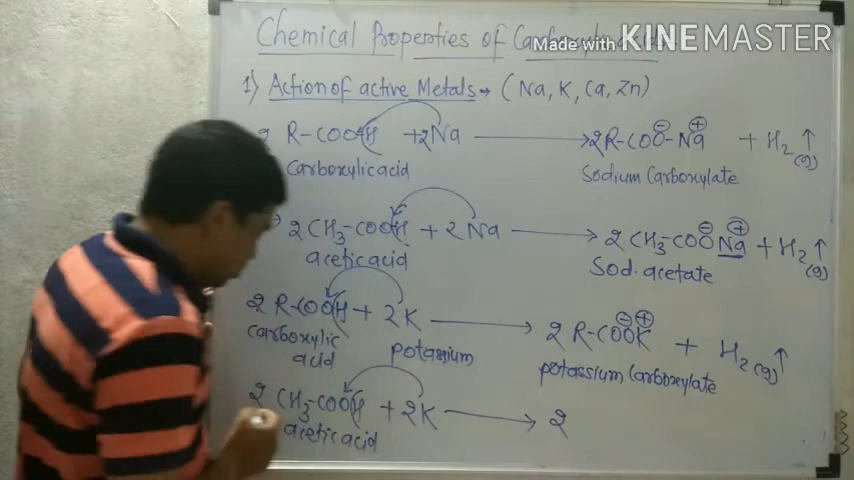 Chemical Properties of Carboxylic
Made with KINEMASTER
1) Action of active Metals → (Na, K, Ca, Zn)
2 R-COOH + 2Na → 2R-COO⊖-Na⊕ + H2(g)↑
Carboxylic acid Sodium Carboxylate
2 CH3-COOH + 2Na → 2 CH3-COO⊖Na⊕ + H2(g)↑
acetic acid Sod. acetate
2 R-COOH + 2K → 2 R-COO⊖K⊕ + H2(g)↑
carboxylic acid potassium potassium Carboxylate
2 CH3-COOH + 2K → 2
acetic acid